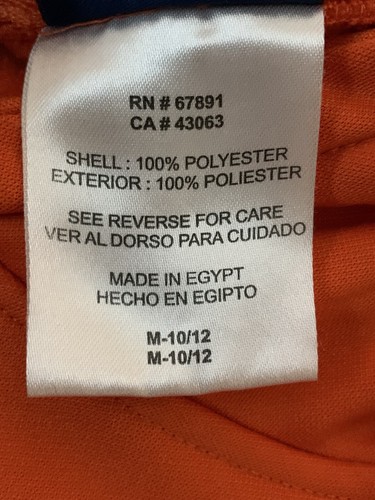 RN # 67891
CA # 43063
SHELL : 100% POLYESTER
EXTERIOR : 100% POLIESTER
SEE REVERSE FOR CARE
VER AL DORSO PARA CUIDADO
MADE IN EGYPT
HECHO EN EGIPTO
M-10/12
M-10/12